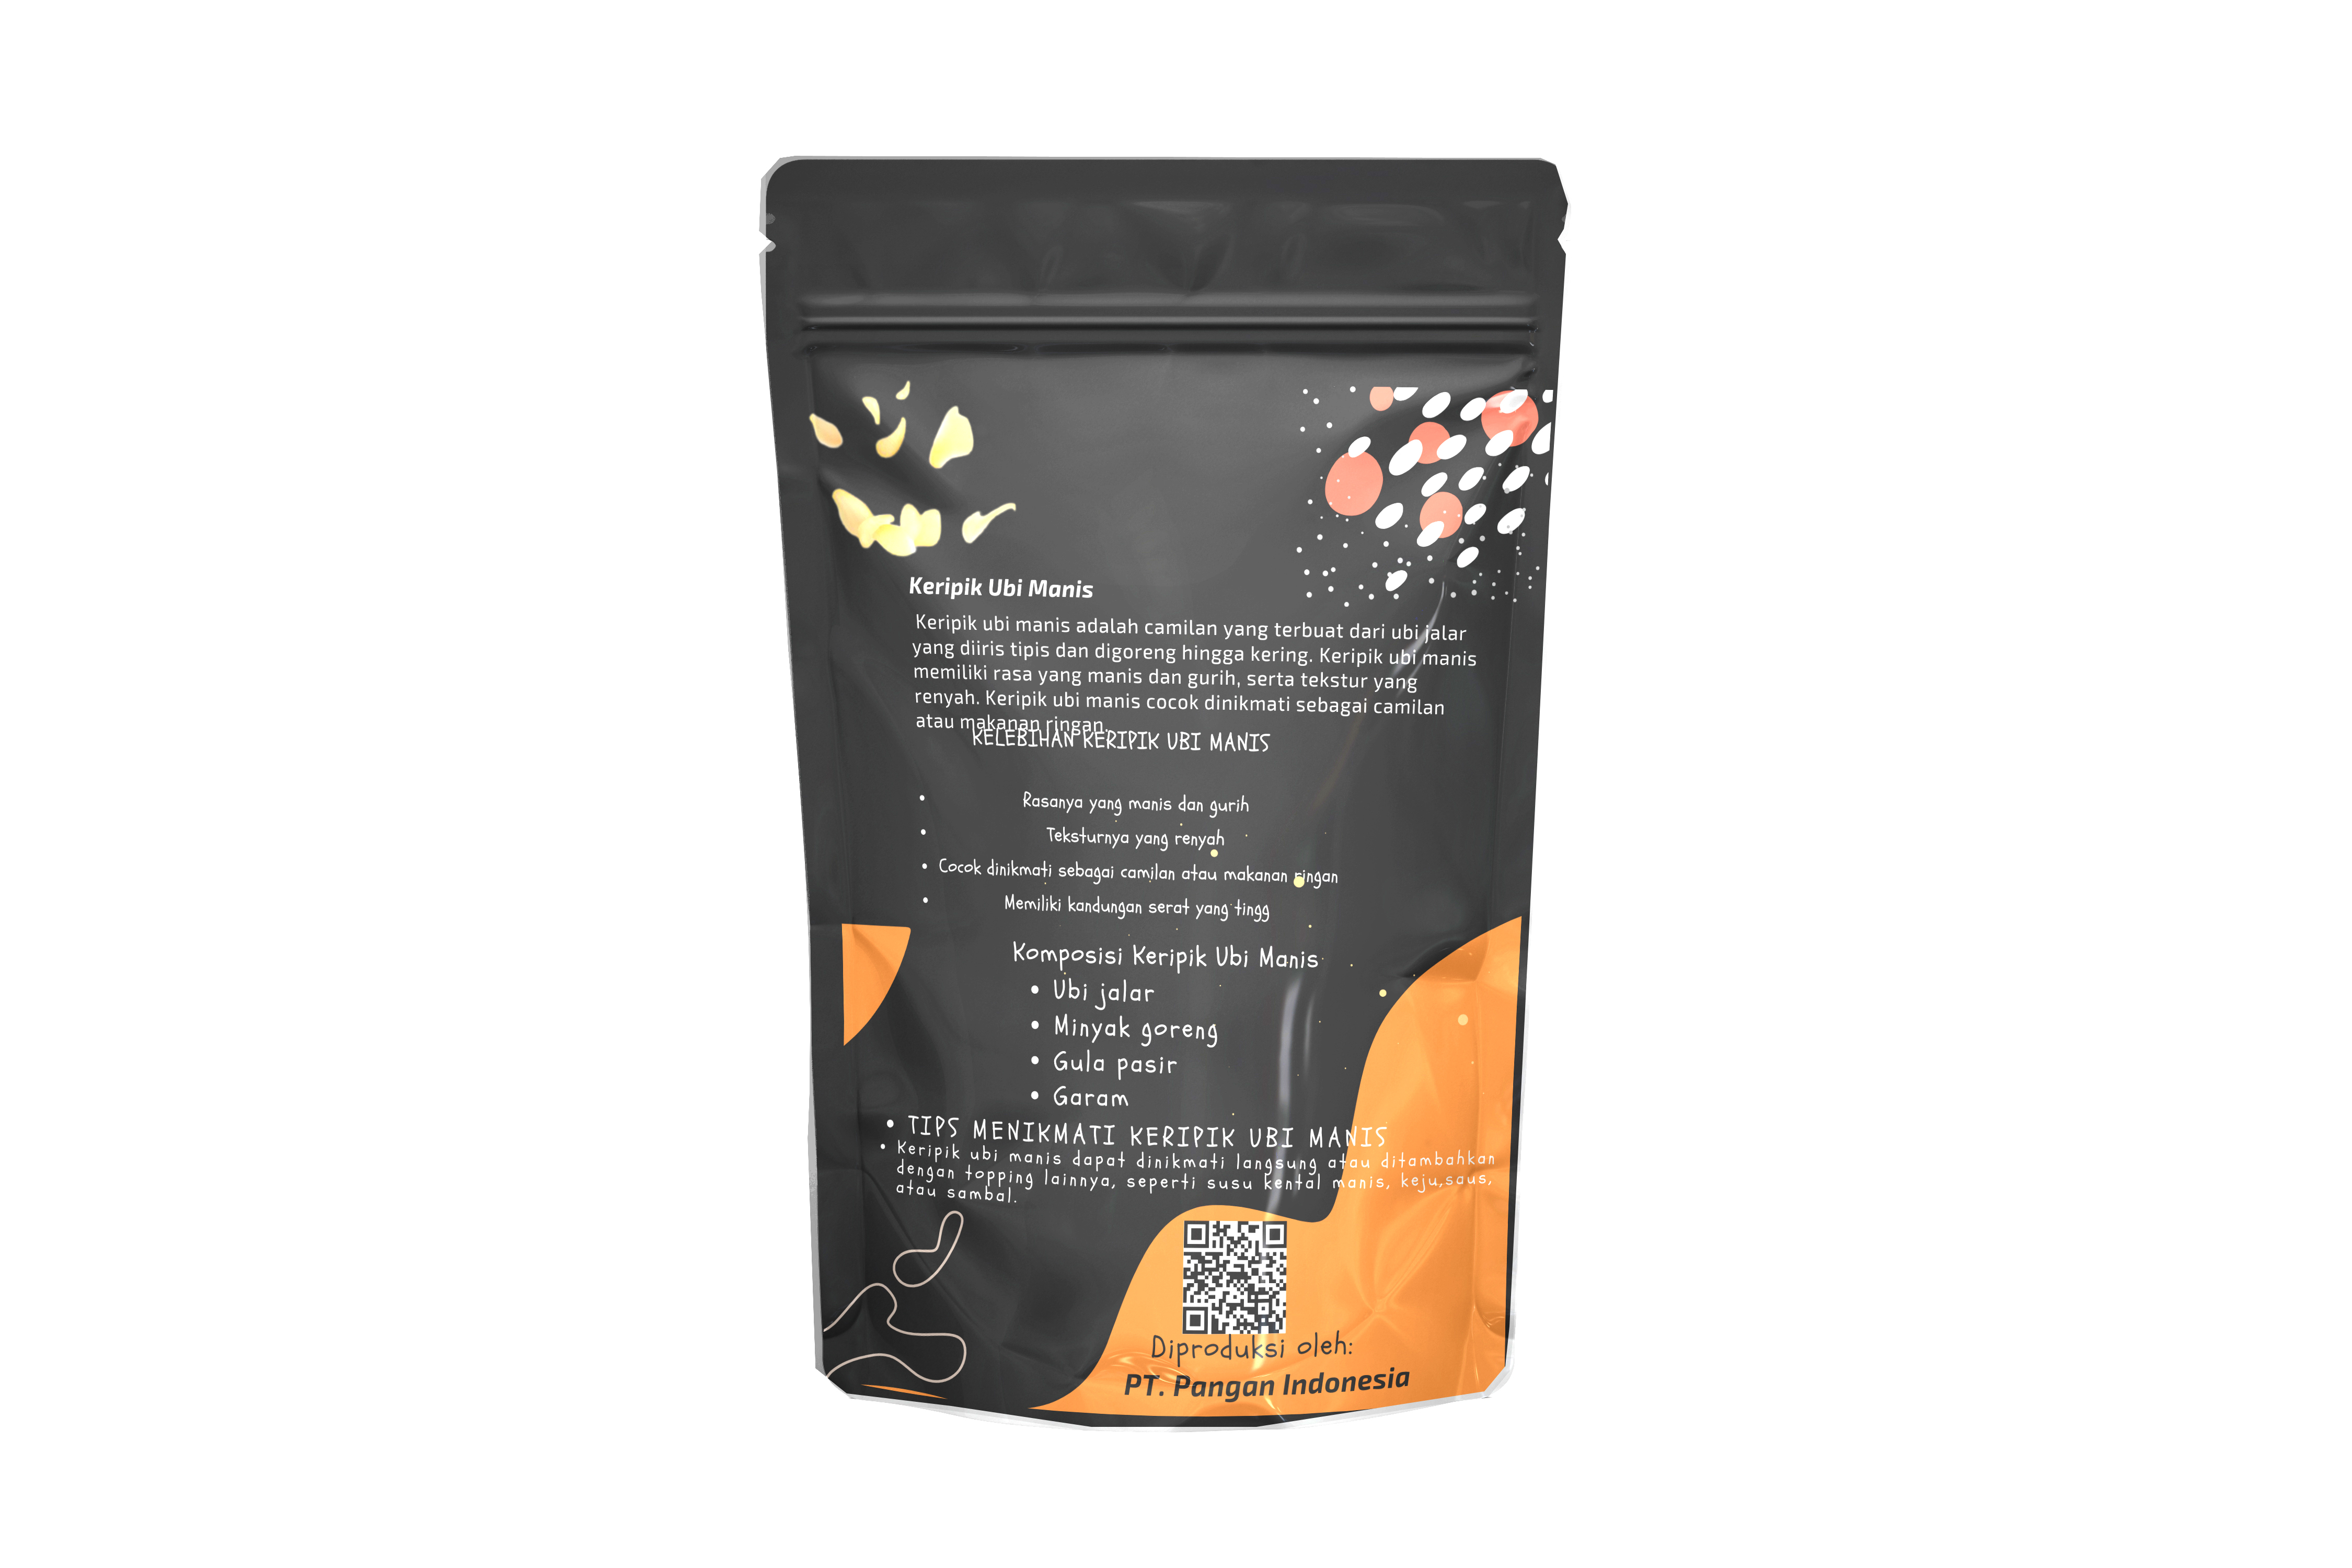 Keripik Ubi Manis
Keripik ubi manis adalah camilan yang terbuat dari ubi jalar
yang diiris tipis dan digoreng hingga kering. Keripik ubi manis
memiliki rasa yang manis dan gurih, serta tekstur yang
renyah. Keripik ubi manis cocok dinikmati sebagai camilan
atau makanan ringan.
KELEBIHAN KERIPIK UBI MANIS
• Rasanya yang manis dan gurih
• Teksturnya yang renyah
• Cocok dinikmati sebagai camilan atau makanan ringan
• Memiliki kandungan serat yang tingg
Komposisi Keripik Ubi Manis
• Ubi jalar
• Minyak goreng
• Gula pasir
• Garam
• TIPS MENIKMATI KERIPIK UBI MANIS
• Keripik ubi manis dapat dinikmati langsung atau ditambahkan
dengan topping lainnya, seperti susu kental manis, keju,saus,
atau sambal.
Diproduksi oleh:
PT. Pangan Indonesia